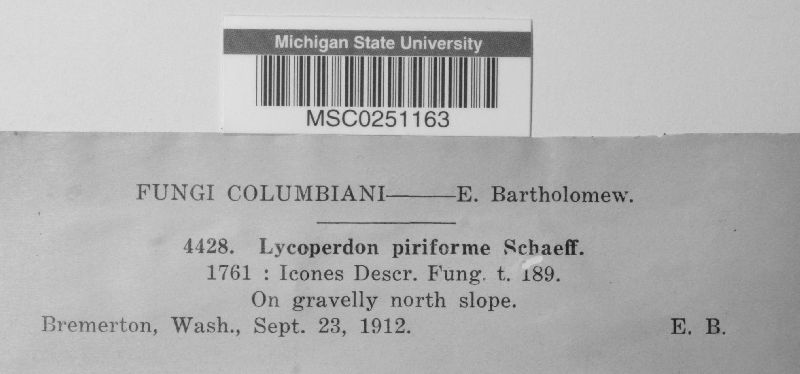 Michigan State University
MSC0251163
FUNGI COLUMBIANI——E. Bartholomew.
4428. Lycoperdon piriforme Schaeff.
1761 : Icones Descr. Fung. t. 189.
On gravelly north slope.
Bremerton, Wash., Sept. 23, 1912. E. B.